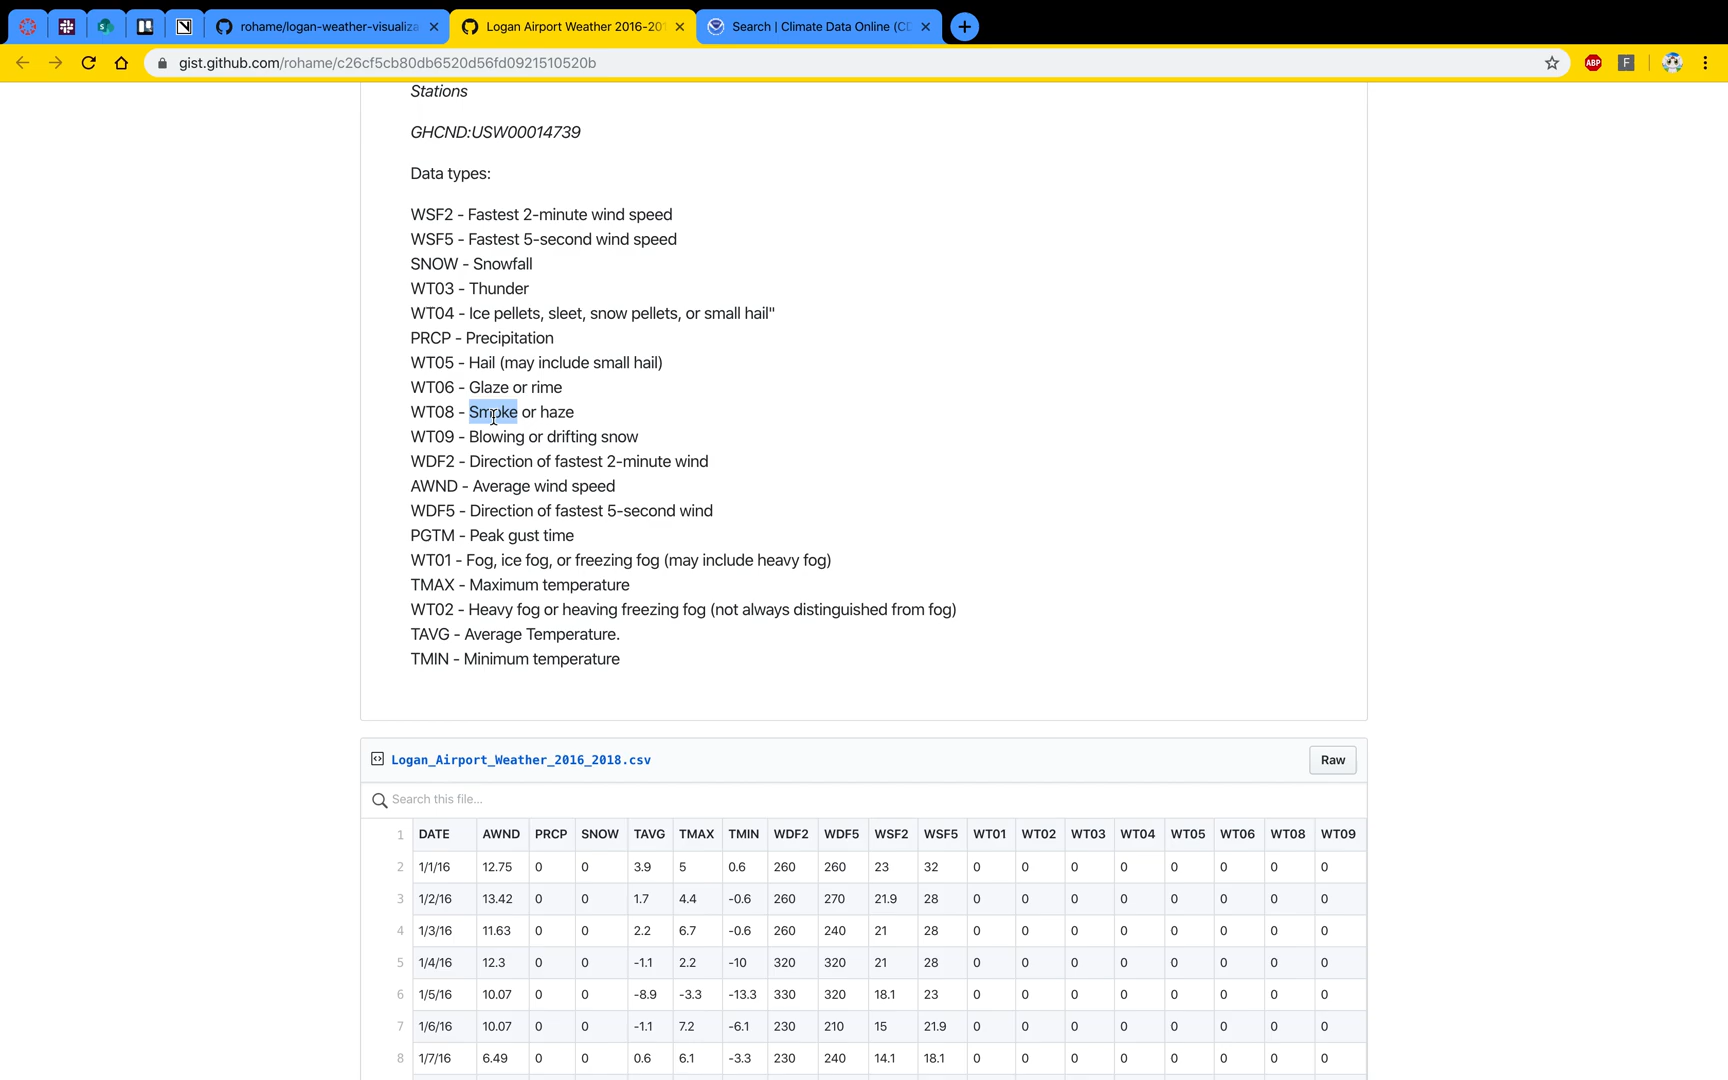 rohame/logan-weather-visualiza
Logan Airport Weather 2016-201
Search | Climate Data Online (CD
gist.github.com/rohame/c26cf5cb80db6520d56fd0921510520b
ABP
F
Stations
GHCND:USW00014739
Data types:
WSF2 - Fastest 2-minute wind speed
WSF5 - Fastest 5-second wind speed
SNOW - Snowfall
WT03 - Thunder
WT04 - Ice pellets, sleet, snow pellets, or small hail"
PRCP - Precipitation
WT05 - Hail (may include small hail)
WT06 - Glaze or rime
WT08 - Smoke or haze
WT09 - Blowing or drifting snow
WDF2 - Direction of fastest 2-minute wind
AWND - Average wind speed
WDF5 - Direction of fastest 5-second wind
PGTM - Peak gust time
WT01 - Fog, ice fog, or freezing fog (may include heavy fog)
TMAX - Maximum temperature
WT02 - Heavy fog or heaving freezing fog (not always distinguished from fog)
TAVG - Average Temperature.
TMIN - Minimum temperature
Logan_Airport_Weather_2016_2018.csv Raw
Search this file...
1 DATE AWND PRCP SNOW TAVG TMAX TMIN WDF2 WDF5 WSF2 WSF5 WT01 WT02 WT03 WT04 WT05 WT06 WT08 WT09
2 1/1/16 12.75 0 0 3.9 5 0.6 260 260 23 32 0 0 0 0 0 0 0 0
3 1/2/16 13.42 0 0 1.7 4.4 -0.6 260 270 21.9 28 0 0 0 0 0 0 0 0
4 1/3/16 11.63 0 0 2.2 6.7 -0.6 260 240 21 28 0 0 0 0 0 0 0 0
5 1/4/16 12.3 0 0 -1.1 2.2 -10 320 320 21 28 0 0 0 0 0 0 0 0
6 1/5/16 10.07 0 0 -8.9 -3.3 -13.3 330 320 18.1 23 0 0 0 0 0 0 0 0
7 1/6/16 10.07 0 0 -1.1 7.2 -6.1 230 210 15 21.9 0 0 0 0 0 0 0 0
8 1/7/16 6.49 0 0 0.6 6.1 -3.3 230 240 14.1 18.1 0 0 0 0 0 0 0 0